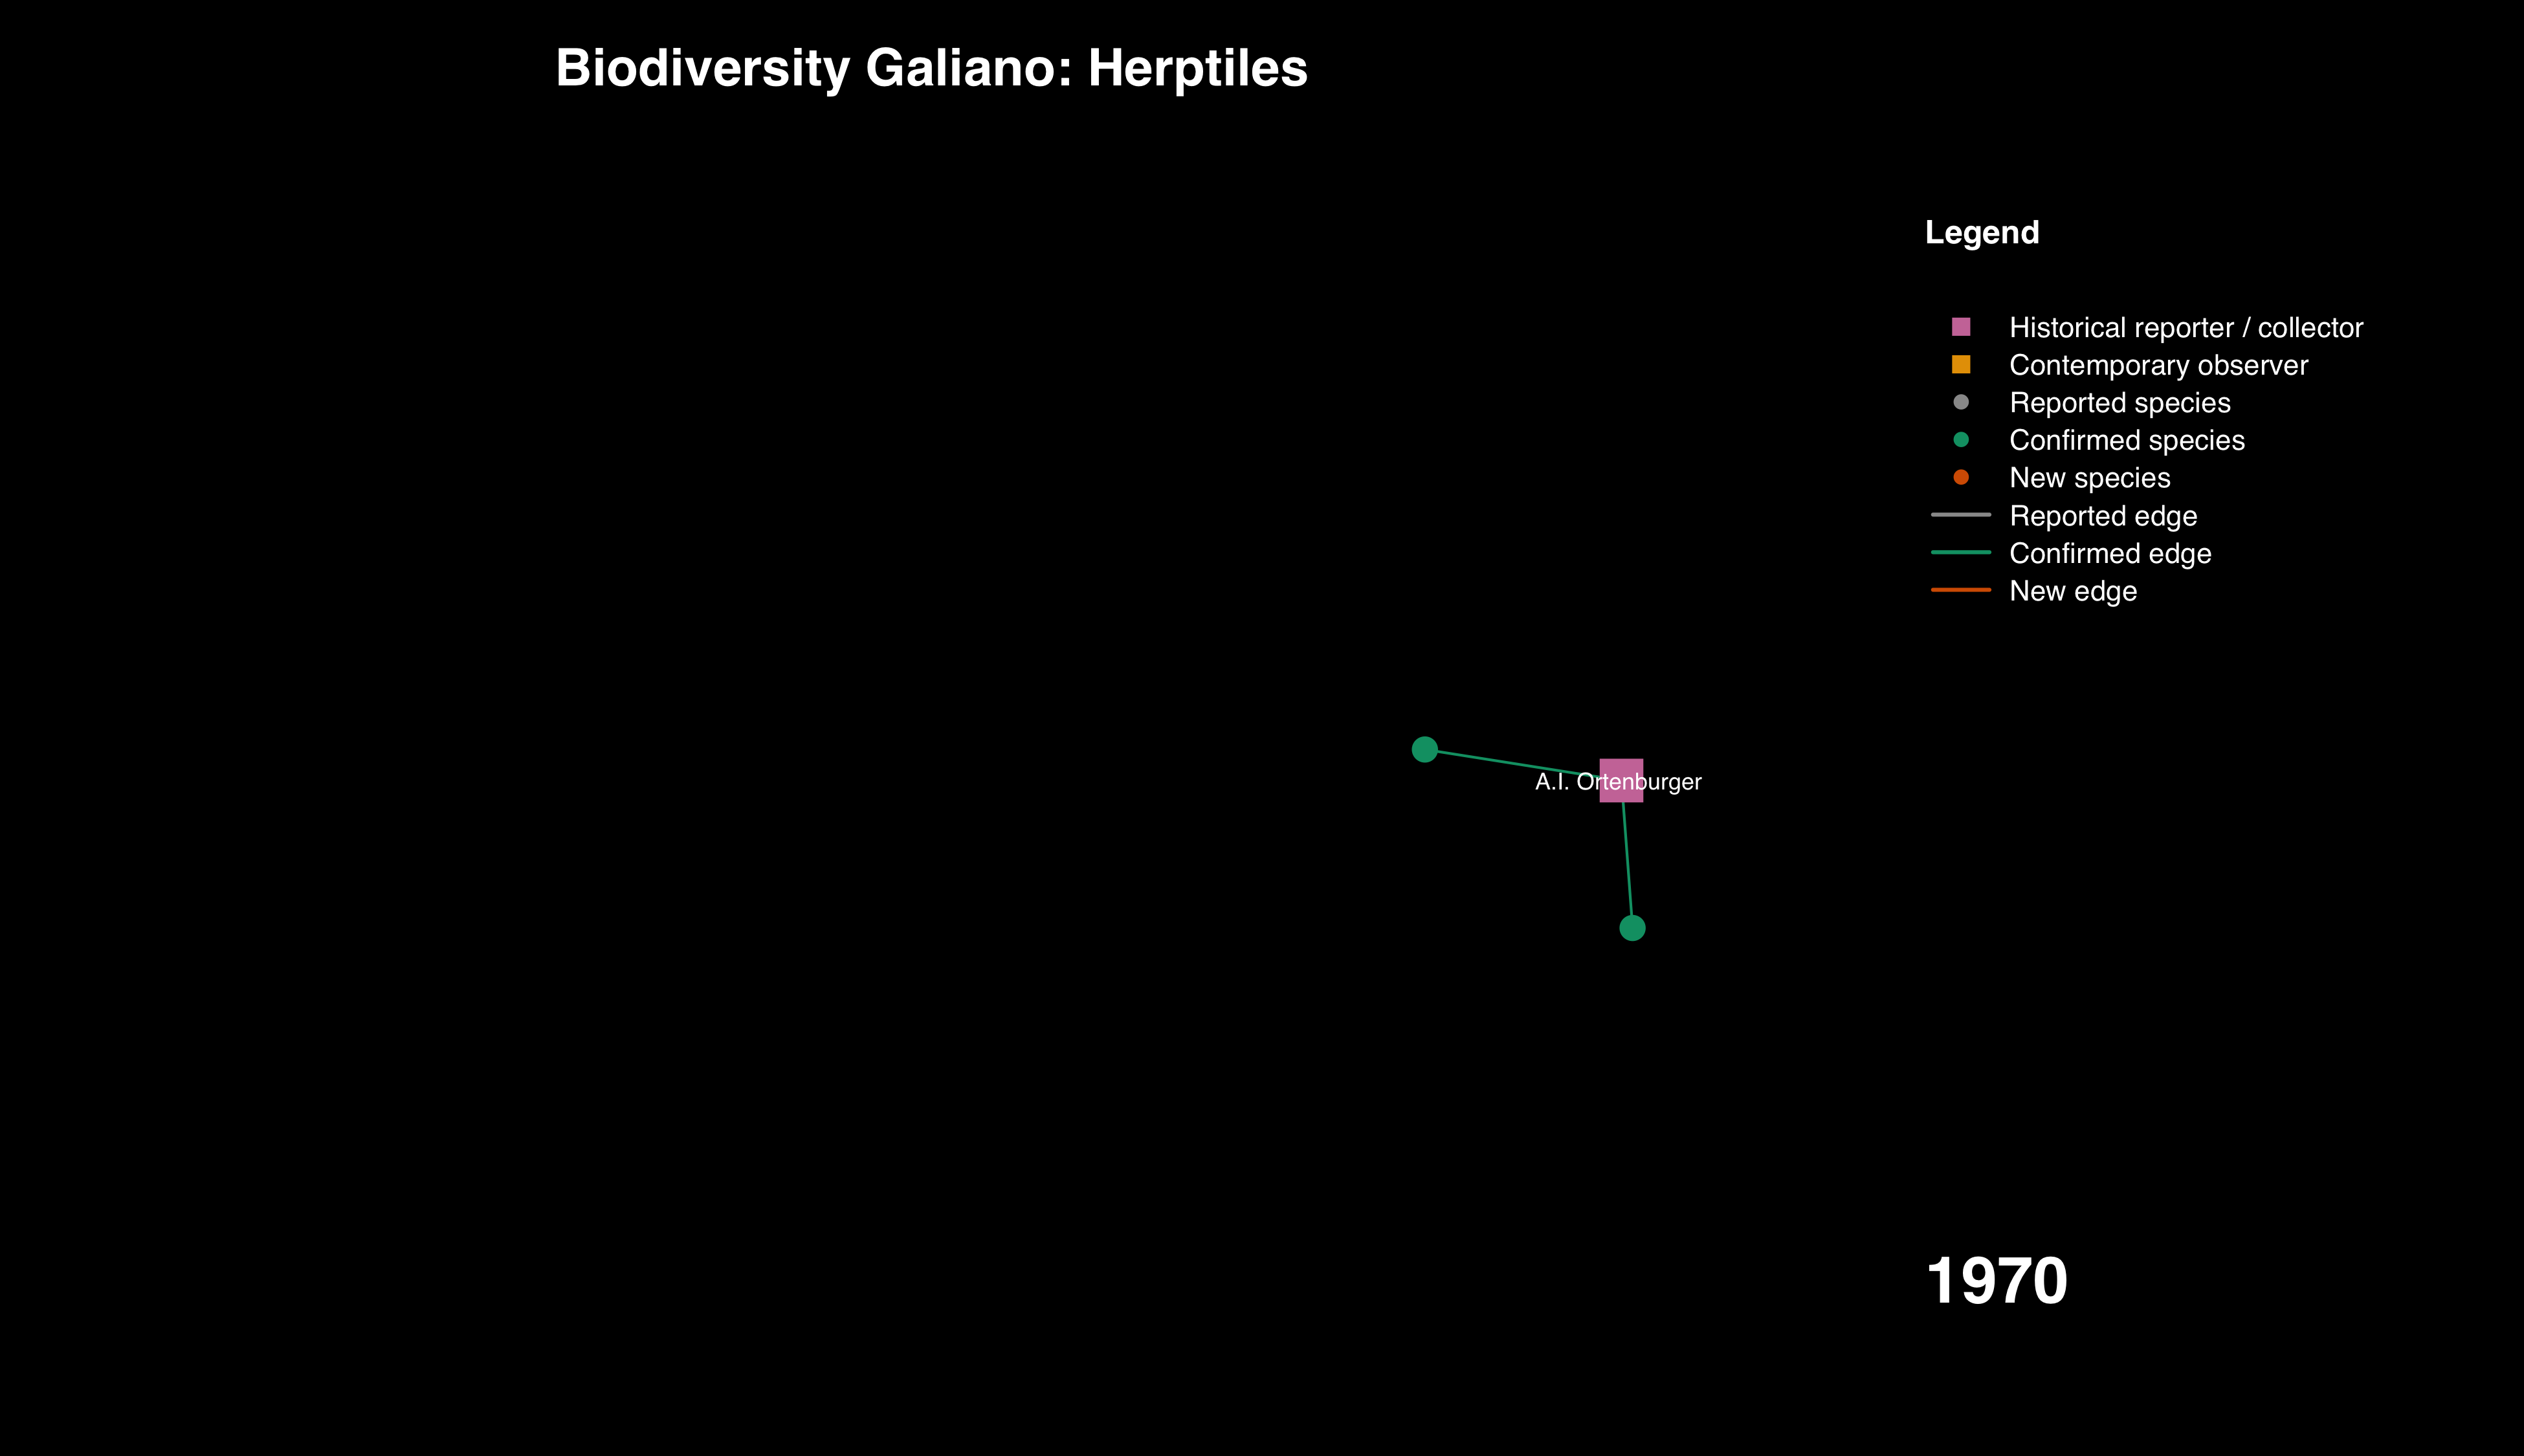 Biodiversity Galiano: Herptiles
Legend
Historical reporter / collector
Contemporary observer
Reported species
Confirmed species
New species
Reported edge
Confirmed edge
New edge
A.I. Ortenburger
1970